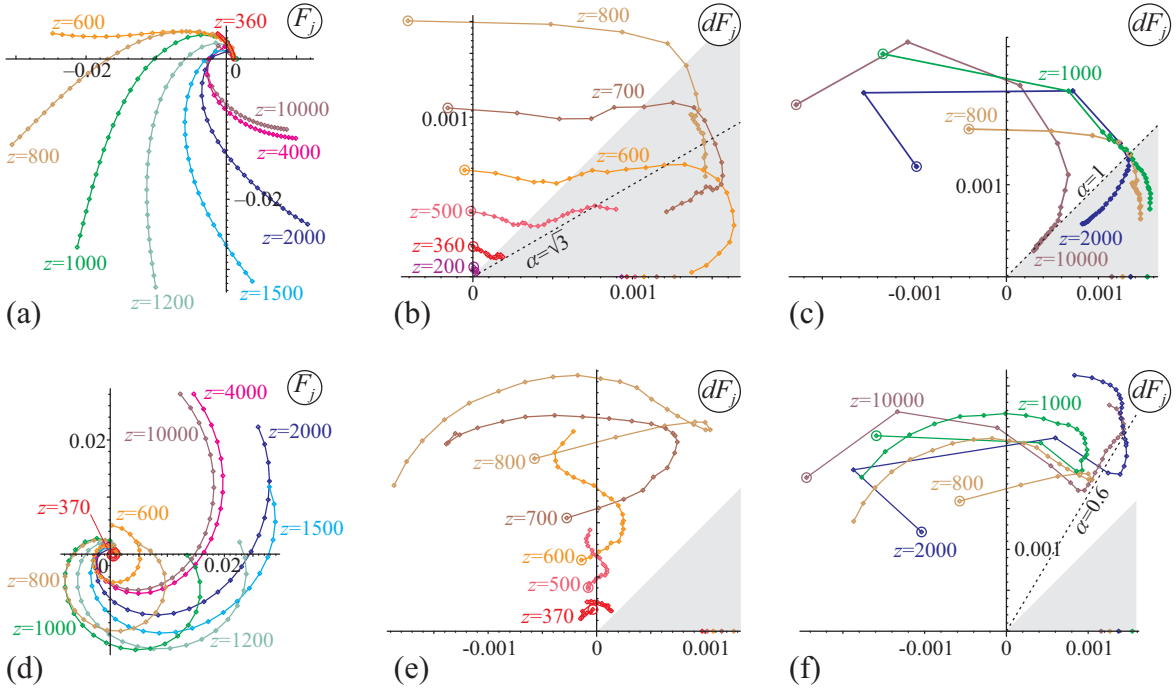 F_j
z=600
z=360
−0.02
0
z=10000
z=4000
z=800
−0.02
z=2000
z=1000
z=1500
z=1200
(a)
dF_j
z=800
z=700
0.001
z=600
z=500
z=360
α=√3
z=200
0
0.001
(b)
dF_j
z=1000
z=800
α=1
0.001
z=2000
z=10000
-0.001
0
0.001
(c)
F_j
z=4000
z=10000
0.02
z=2000
z=370
z=600
z=1500
0
0.02
z=800
z=1000
z=1200
(d)
dF_j
z=800
z=700
z=600
z=500
z=370
-0.001
0
0.001
(e)
dF_j
z=10000
z=1000
z=800
α=0.6
z=2000
0.001
-0.001
0
0.001
(f)